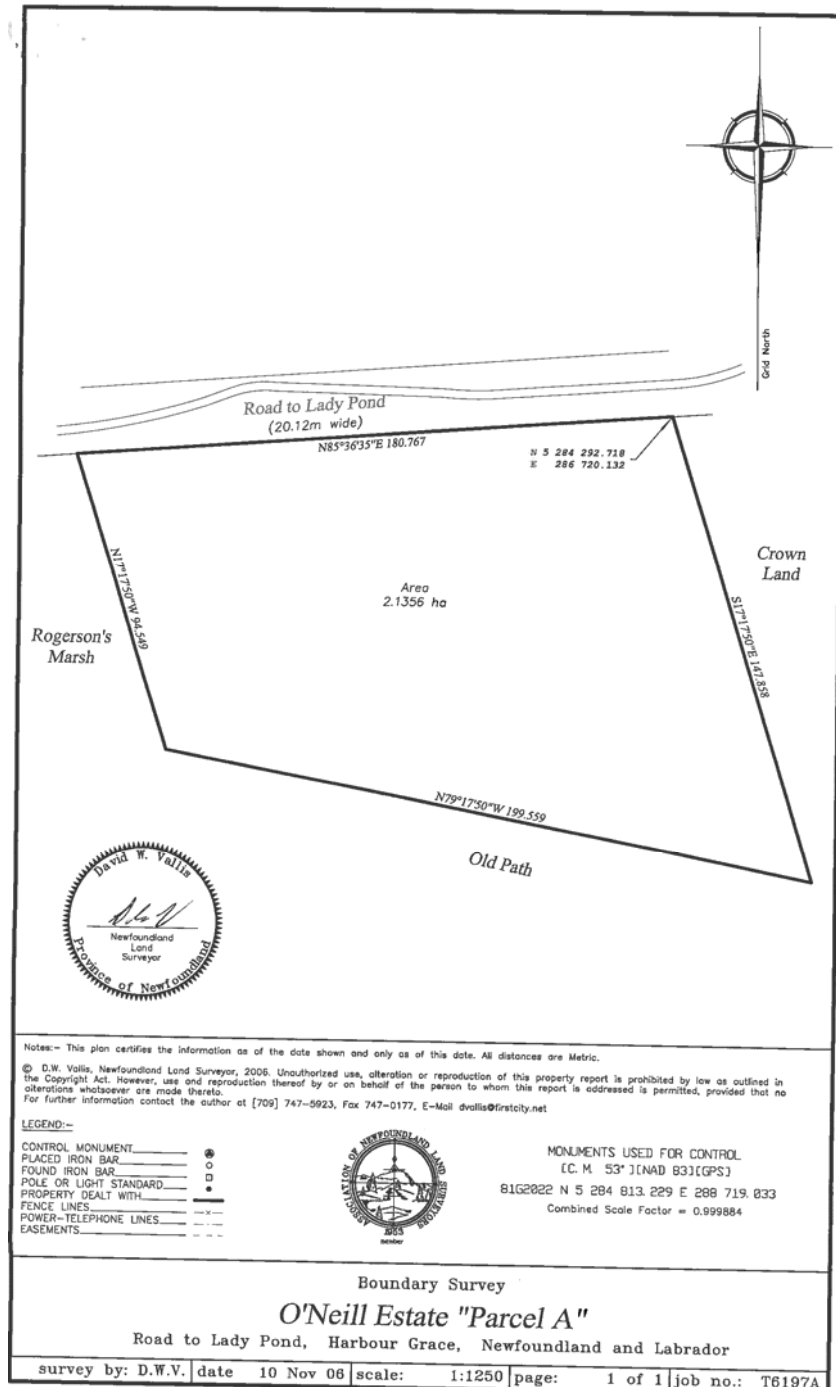 Grid North
Road to Lady Pond
(20.12m wide)
N85°36'35"E 180.767
N 5 284 292.718
E 286 720.132
Crown
Land
Area
2.1356 ha
N17°17'50"W 94.549
S17°17'50"E 147.858
Rogerson's
Marsh
N79°17'50"W 199.559
Old Path
David W. Vallis
Newfoundland
Land
Surveyor
Province of Newfoundland
Notes:- This plan certifies the information as of the date shown and only as of this date. All distances are Metric.
© D.W. Vallis, Newfoundland Land Surveyor, 2006. Unauthorized use, alteration or reproduction of this property report is prohibited by law as outlined in
the Copyright Act. However, use and reproduction thereof by or on behalf of the person to whom this report is addressed is permitted, provided that no
alterations whatsoever are made thereto.
For further information contact the author at [709] 747-5923, Fax 747-0177, E-Mail dvallis@firstcity.net
LEGEND:-
CONTROL MONUMENT
PLACED IRON BAR
FOUND IRON BAR
POLE OR LIGHT STANDARD
PROPERTY DEALT WITH
FENCE LINES
POWER-TELEPHONE LINES
EASEMENTS
ASSOCIATION OF NEWFOUNDLAND LAND SURVEYORS
1953
member
MONUMENTS USED FOR CONTROL
[C. M. 53° ][NAD 83][GPS]
81G2022 N 5 284 813. 229 E 288 719. 033
Combined Scale Factor = 0.999884
Boundary Survey
O'Neill Estate "Parcel A"
Road to Lady Pond, Harbour Grace, Newfoundland and Labrador
survey by: D.W.V. date 10 Nov 06 scale: 1:1250 page: 1 of 1 job no.: T6197A